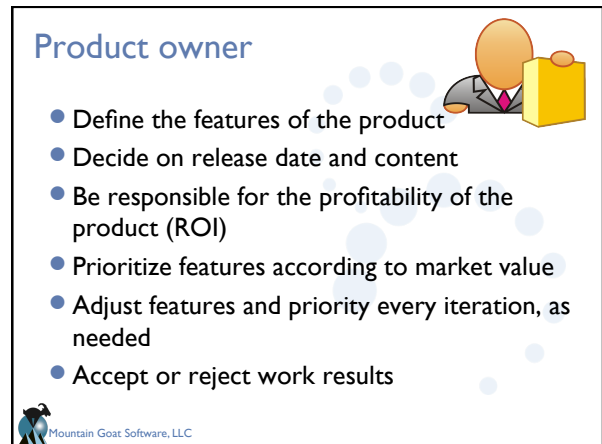 Product owner
Define the features of the product
Decide on release date and content
Be responsible for the profitability of the
product (ROI)
Prioritize features according to market value
Adjust features and priority every iteration, as
needed
Accept or reject work results
Mountain Goat Software, LLC